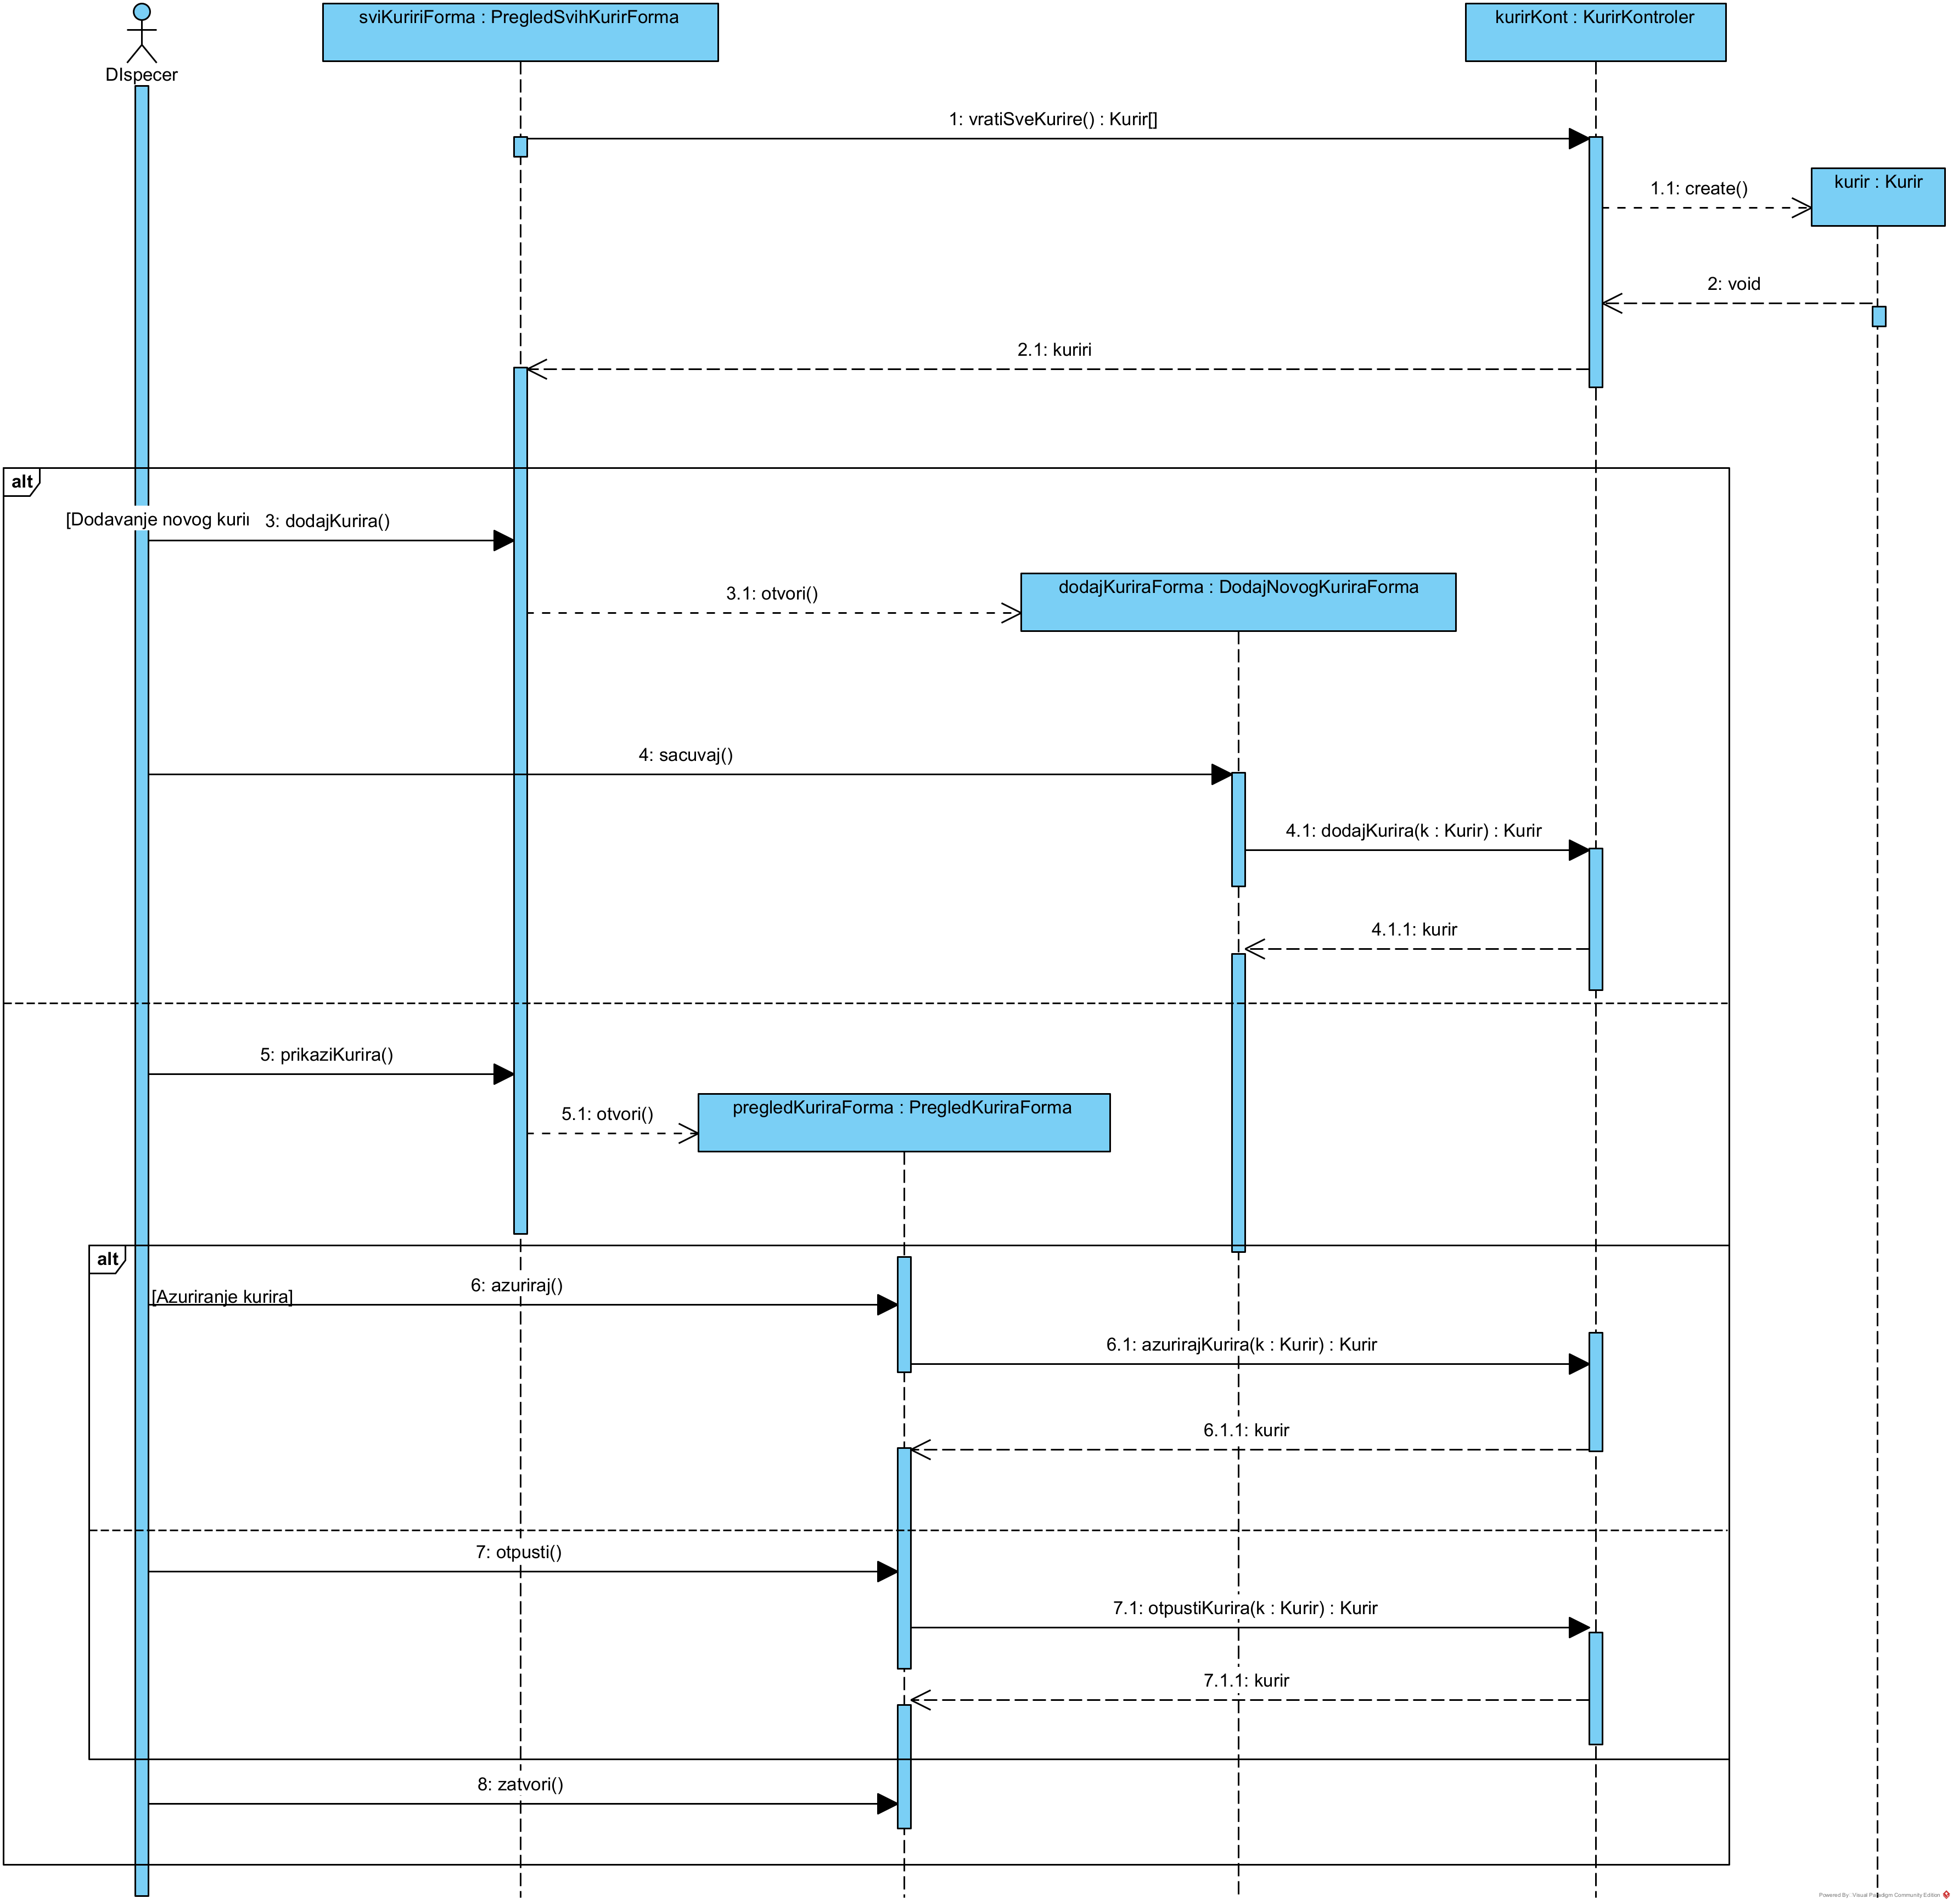 sviKuririForma : PregledSvihKurirForma
kurirKont : KurirKontroler
DIspecer
1: vratiSveKurire() : Kurir[]
kurir : Kurir
1.1: create()
2: void
2.1: kuriri
alt
[Dodavanje novog
3: dodajKurira()
dodajKuriraForma : DodajNovogKuriraForma
3.1: otvori()
4: sacuvaj()
4.1: dodajKurira(k : Kurir) : Kurir
4.1.1: kurir
5: prikaziKurira()
pregledKuriraForma : PregledKuriraForma
5.1: otvori()
alt
6: azuriraj()
[Azuriranje kurira]
6.1: azurirajKurira(k : Kurir) : Kurir
6.1.1: kurir
7: otpusti()
7.1: otpustiKurira(k : Kurir) : Kurir
7.1.1: kurir
8: zatvori()
Powered By: Visual Paradigm Community Edition